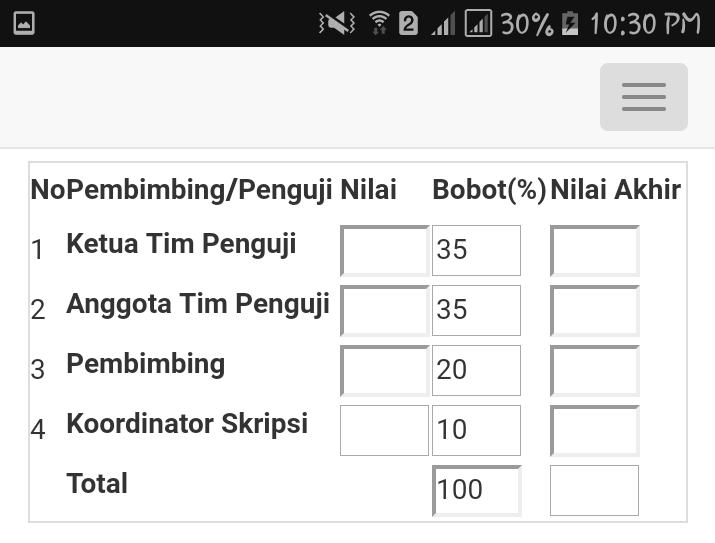 2 30% 10:30 PM
No Pembimbing/Penguji Nilai Bobot(%) Nilai Akhir
1 Ketua Tim Penguji 35
2 Anggota Tim Penguji 35
3 Pembimbing 20
4 Koordinator Skripsi 10
Total 100